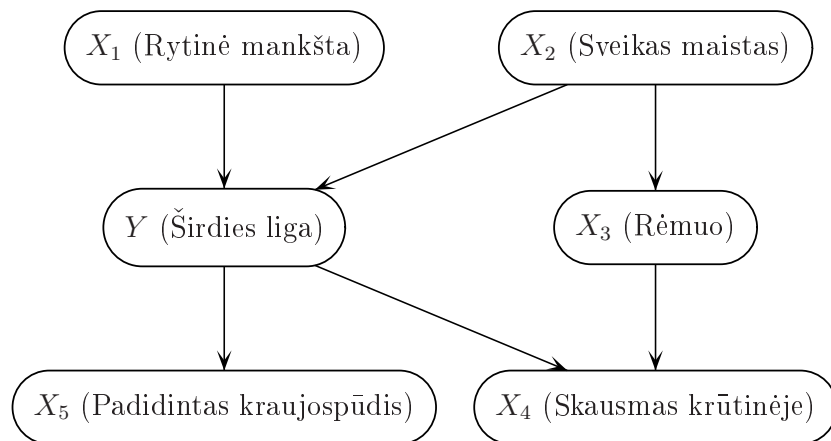 X₁ (Rytinė mankšta)
X₂ (Sveikas maistas)
Y (Širdies liga)
X₃ (Rėmuo)
X₅ (Padidintas kraujospūdis)
X₄ (Skausmas krūtinėje)